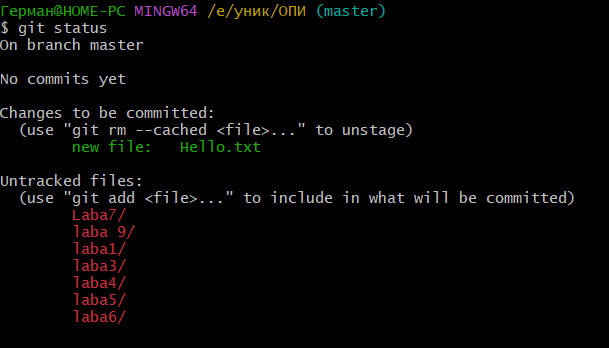 Герман@HOME-PC MINGW64 /e/уник/ОПИ (master)
$ git status
On branch master
No commits yet
Changes to be committed:
(use "git rm --cached <file>..." to unstage)
new file:   Hello.txt
Untracked files:
(use "git add <file>..." to include in what will be committed)
Laba7/
laba 9/
laba1/
laba3/
laba4/
laba5/
laba6/